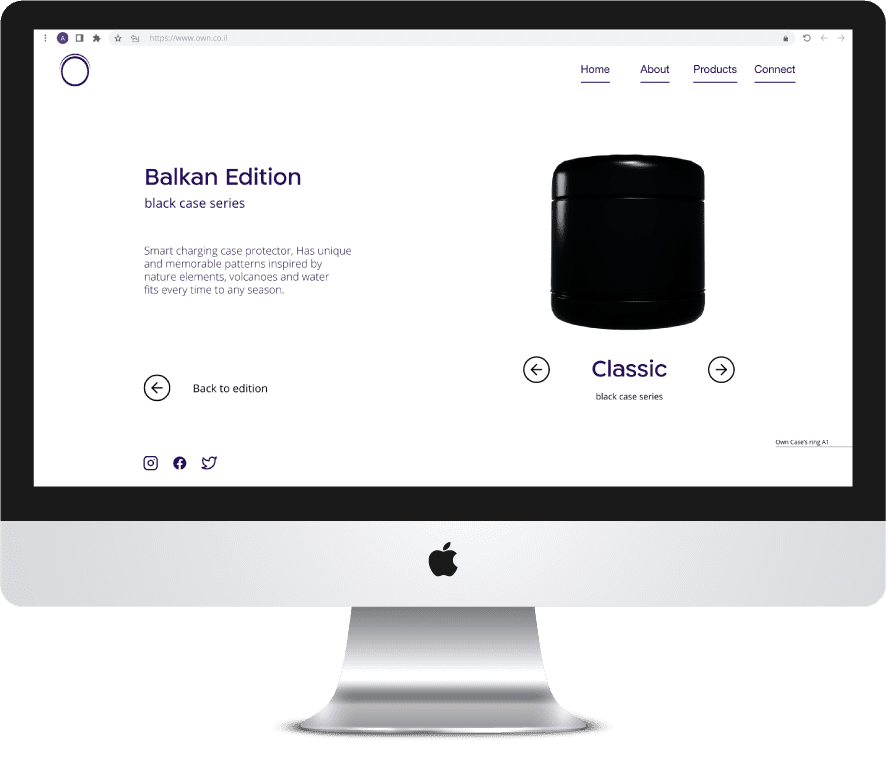 A
https://www.own.co.il
Home About Products Connect
Balkan Edition
black case series
Smart charging case protector, Has unique
and memorable patterns inspired by
nature elements, volcanoes and water
fits every time to any season.
Back to edition
Classic
black case series
Own Case's ring A1